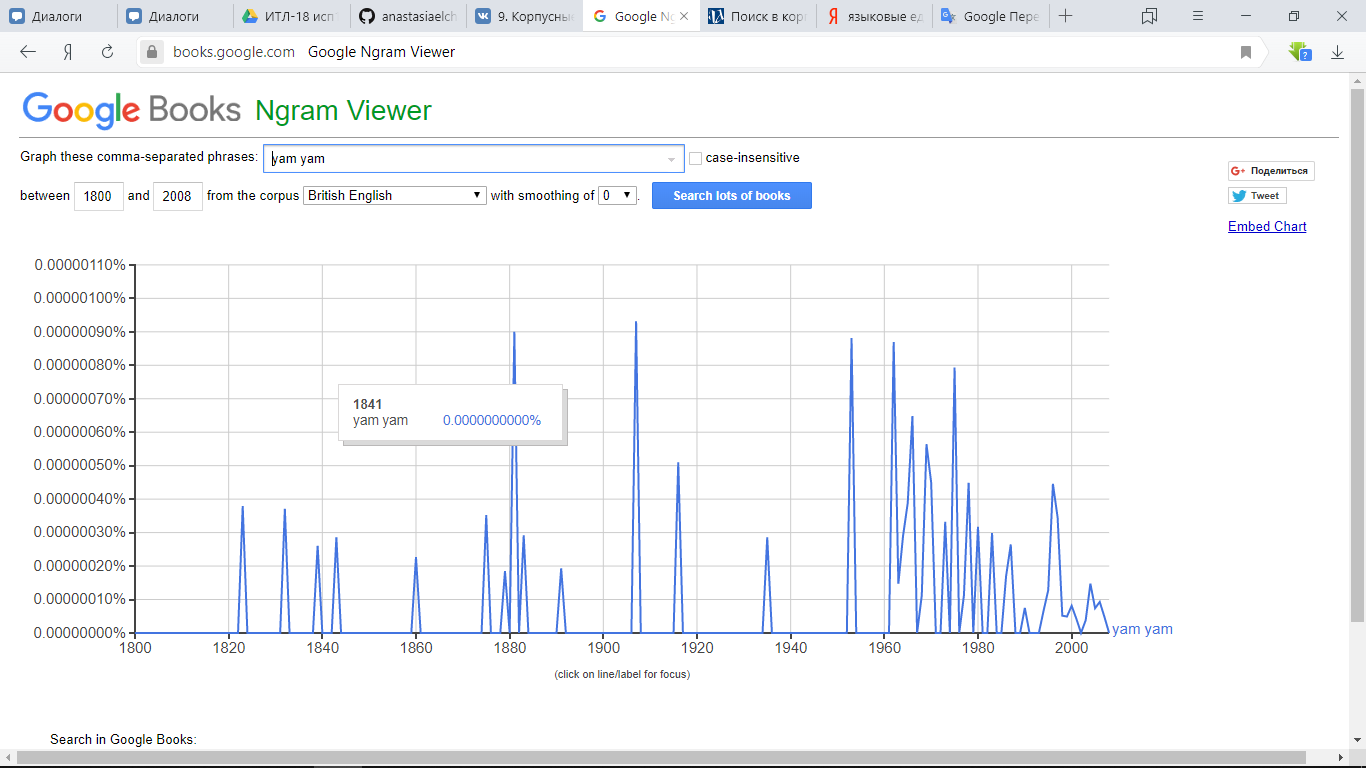 Диалоги
Диалоги
ИТЛ-18 исп
anastasiaelch
9. Корпусны
Google Ng
Поиск в кор
языковые ед
Google Пере
books.google.com Google Ngram Viewer
Google Books Ngram Viewer
Graph these comma-separated phrases: yam yam case-insensitive
between 1800 and 2008 from the corpus British English with smoothing of 0 . Search lots of books
G+ Поделиться
Tweet
Embed Chart
0.00000110%
0.00000100%
0.00000090%
0.00000080%
0.00000070%
0.00000060%
0.00000050%
0.00000040%
0.00000030%
0.00000020%
0.00000010%
0.00000000%
1841
yam yam 0.0000000000%
yam yam
1800 1820 1840 1860 1880 1900 1920 1940 1960 1980 2000
(click on line/label for focus)
Search in Google Books: